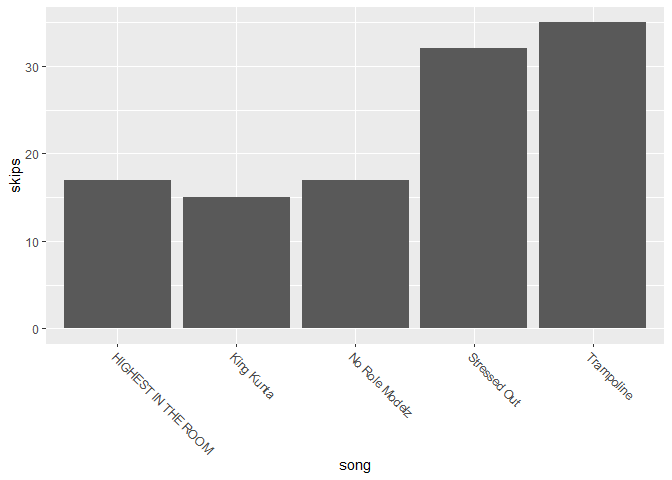 skips
30
20
10
0
HIGHEST IN THE ROOM
King Kunta
No Role Modelz
Stressed Out
Trampoline
song